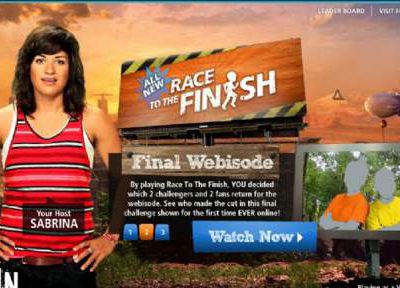 LEADER BOARD
VISIT F
ALL
NEW
RACE
TO THE FINISH
Final Webisode
By playing Race To The Finish, YOU decided
which 2 challengers and 2 fans return for the
webisode. See who made the cut in this final
challenge shown for the first time EVER online!
Your Host
SABRINA
1 2 3
Watch Now